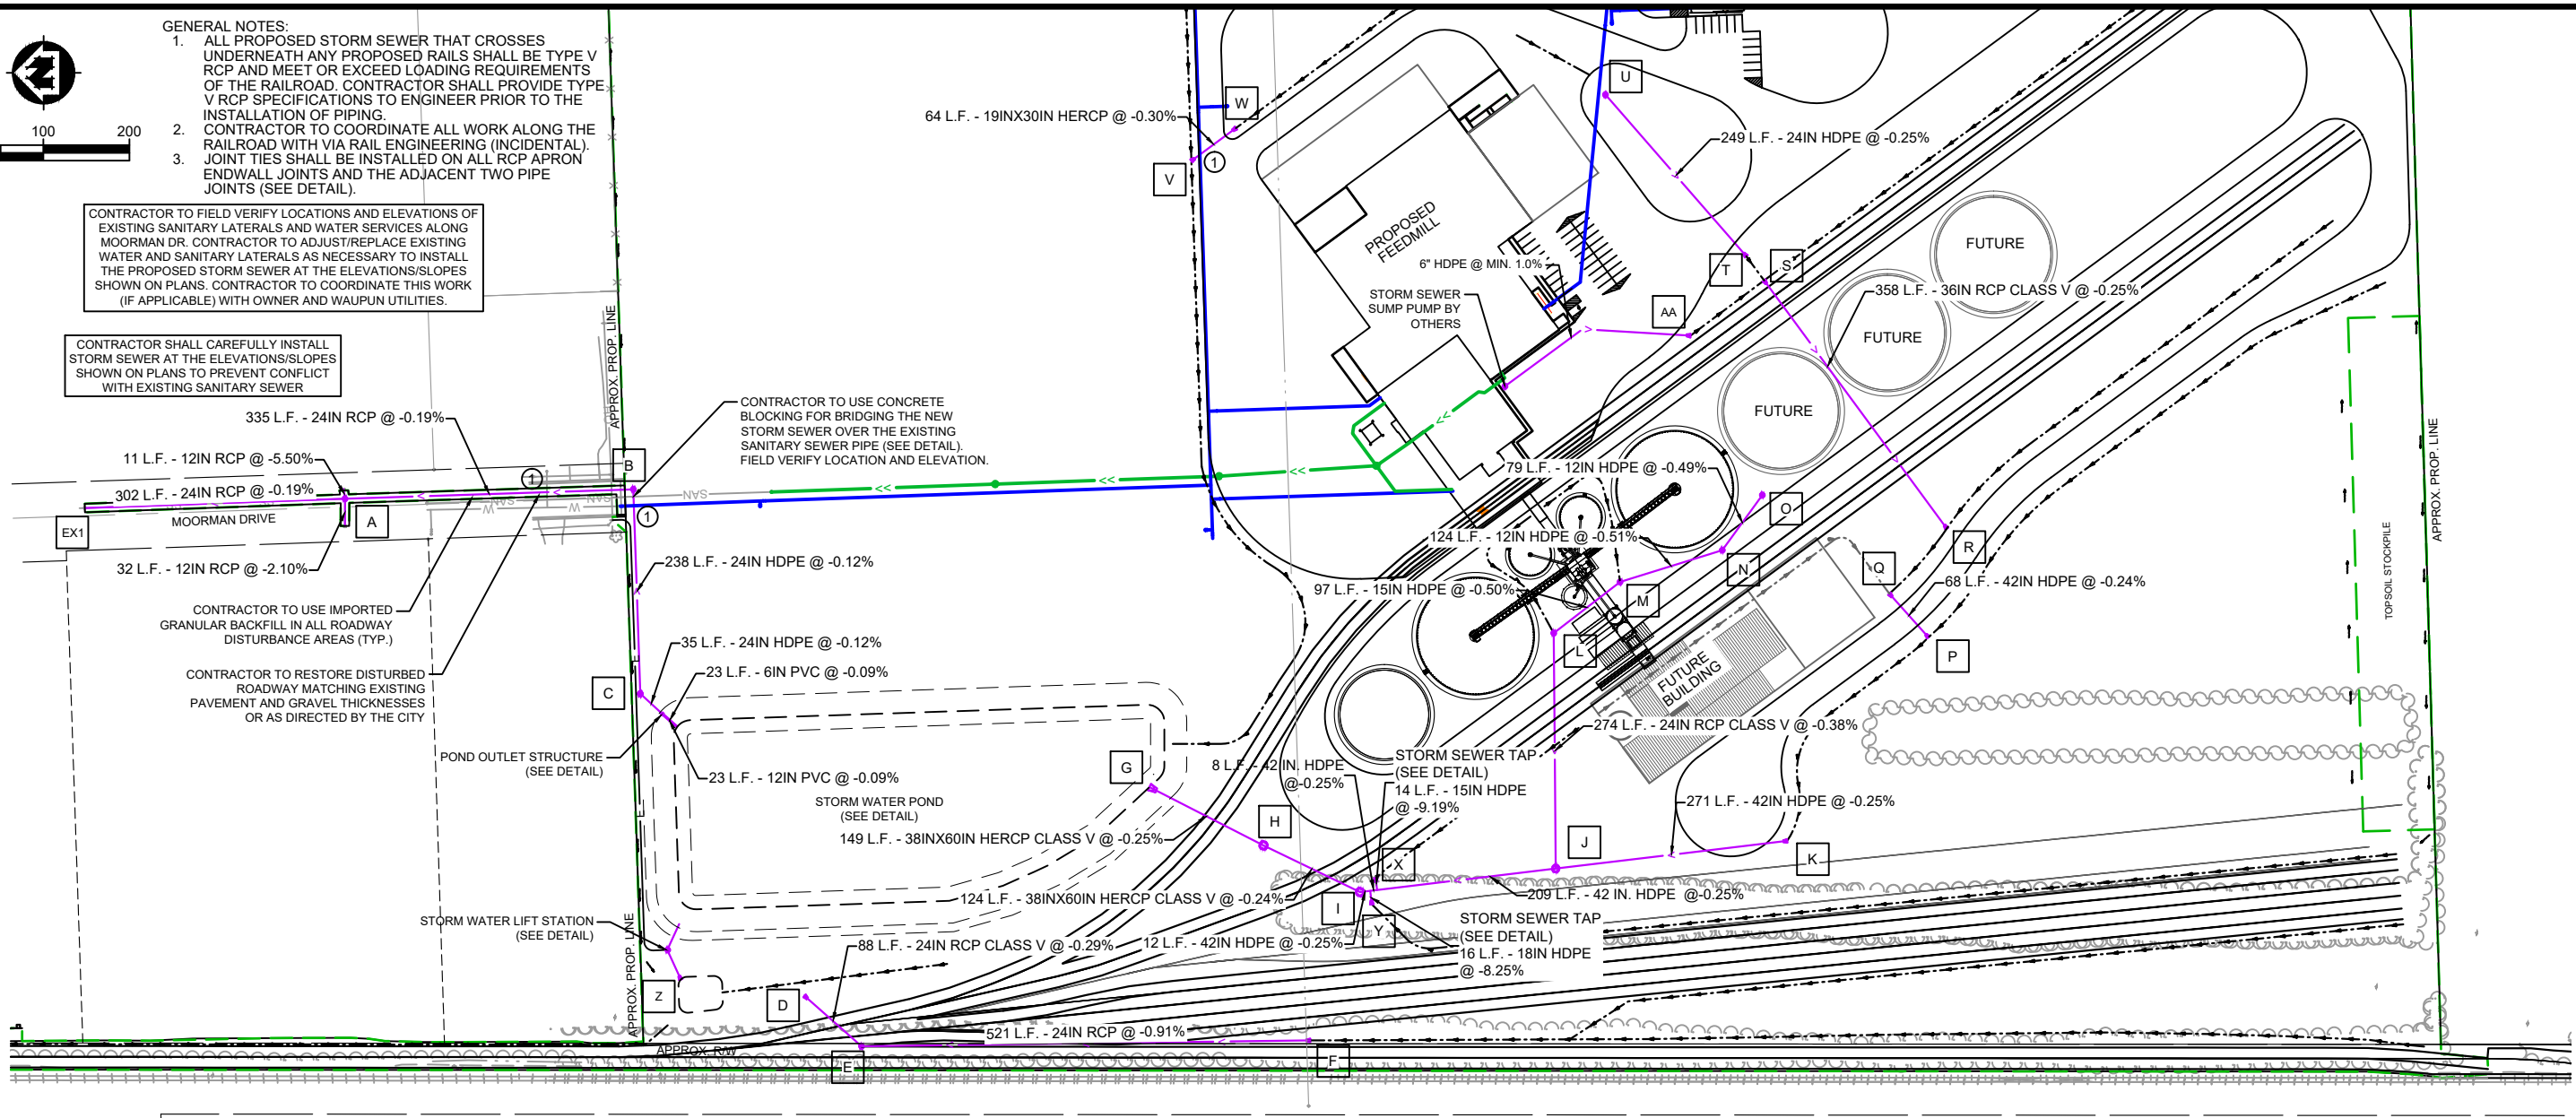 GENERAL NOTES:
1. ALL PROPOSED STORM SEWER THAT CROSSES
UNDERNEATH ANY PROPOSED RAILS SHALL BE TYPE V
RCP AND MEET OR EXCEED LOADING REQUIREMENTS
OF THE RAILROAD. CONTRACTOR SHALL PROVIDE TYPE
V RCP SPECIFICATIONS TO ENGINEER PRIOR TO THE
INSTALLATION OF PIPING.
2. CONTRACTOR TO COORDINATE ALL WORK ALONG THE
RAILROAD WITH VIA RAIL ENGINEERING (INCIDENTAL).
3. JOINT TIES SHALL BE INSTALLED ON ALL RCP APRON
ENDWALL JOINTS AND THE ADJACENT TWO PIPE
JOINTS (SEE DETAIL).
N
100 200
CONTRACTOR TO FIELD VERIFY LOCATIONS AND ELEVATIONS OF
EXISTING SANITARY LATERALS AND WATER SERVICES ALONG
MOORMAN DR. CONTRACTOR TO ADJUST/REPLACE EXISTING
WATER AND SANITARY LATERALS AS NECESSARY TO INSTALL
THE PROPOSED STORM SEWER AT THE ELEVATIONS/SLOPES
SHOWN ON PLANS. CONTRACTOR TO COORDINATE THIS WORK
(IF APPLICABLE) WITH OWNER AND WAUPUN UTILITIES.
CONTRACTOR SHALL CAREFULLY INSTALL
STORM SEWER AT THE ELEVATIONS/SLOPES
SHOWN ON PLANS TO PREVENT CONFLICT
WITH EXISTING SANITARY SEWER
335 L.F. - 24IN RCP @ -0.19%
11 L.F. - 12IN RCP @ -5.50%
302 L.F. - 24IN RCP @ -0.19%
MOORMAN DRIVE
EX1
A
B
1
1
SAN
SAN
W
W
32 L.F. - 12IN RCP @ -2.10%
CONTRACTOR TO USE IMPORTED
GRANULAR BACKFILL IN ALL ROADWAY
DISTURBANCE AREAS (TYP.)
CONTRACTOR TO RESTORE DISTURBED
ROADWAY MATCHING EXISTING
PAVEMENT AND GRAVEL THICKNESSES
OR AS DIRECTED BY THE CITY
APPROX. PROP. LINE
CONTRACTOR TO USE CONCRETE
BLOCKING FOR BRIDGING THE NEW
STORM SEWER OVER THE EXISTING
SANITARY SEWER PIPE (SEE DETAIL).
FIELD VERIFY LOCATION AND ELEVATION.
238 L.F. - 24IN HDPE @ -0.12%
35 L.F. - 24IN HDPE @ -0.12%
23 L.F. - 6IN PVC @ -0.09%
C
E
E
POND OUTLET STRUCTURE
(SEE DETAIL)
23 L.F. - 12IN PVC @ -0.09%
STORM WATER POND
(SEE DETAIL)
149 L.F. - 38INX60IN HERCP CLASS V @ -0.25%
124 L.F. - 38INX60IN HERCP CLASS V @ -0.24%
STORM WATER LIFT STATION
(SEE DETAIL)
APPROX. PROP. LINE
88 L.F. - 24IN RCP CLASS V @ -0.29%
12 L.F. - 42IN HDPE @ -0.25%
Z
D
521 L.F. - 24IN RCP @ -0.91%
APPROX. R/W
E
F
64 L.F. - 19INX30IN HERCP @ -0.30%
W
V
1
PROPOSED
FEEDMILL
6" HDPE @ MIN. 1.0%
STORM SEWER
SUMP PUMP BY
OTHERS
U
249 L.F. - 24IN HDPE @ -0.25%
T
S
AA
358 L.F. - 36IN RCP CLASS V @ -0.25%
FUTURE
FUTURE
FUTURE
79 L.F. - 12IN HDPE @ -0.49%
O
124 L.F. - 12IN HDPE @ -0.51%
N
R
Q
68 L.F. - 42IN HDPE @ -0.24%
97 L.F. - 15IN HDPE @ -0.50%
M
L
P
FUTURE
BUILDING
274 L.F. - 24IN RCP CLASS V @ -0.38%
G
8 L.F. - 42 IN. HDPE
@-0.25%
STORM SEWER TAP
(SEE DETAIL)
14 L.F. - 15IN HDPE
@ -9.19%
271 L.F. - 42IN HDPE @ -0.25%
H
J
K
X
209 L.F. - 42 IN. HDPE @-0.25%
I
Y
STORM SEWER TAP
(SEE DETAIL)
16 L.F. - 18IN HDPE
@ -8.25%
TOPSOIL STOCKPILE
APPROX. PROP. LINE